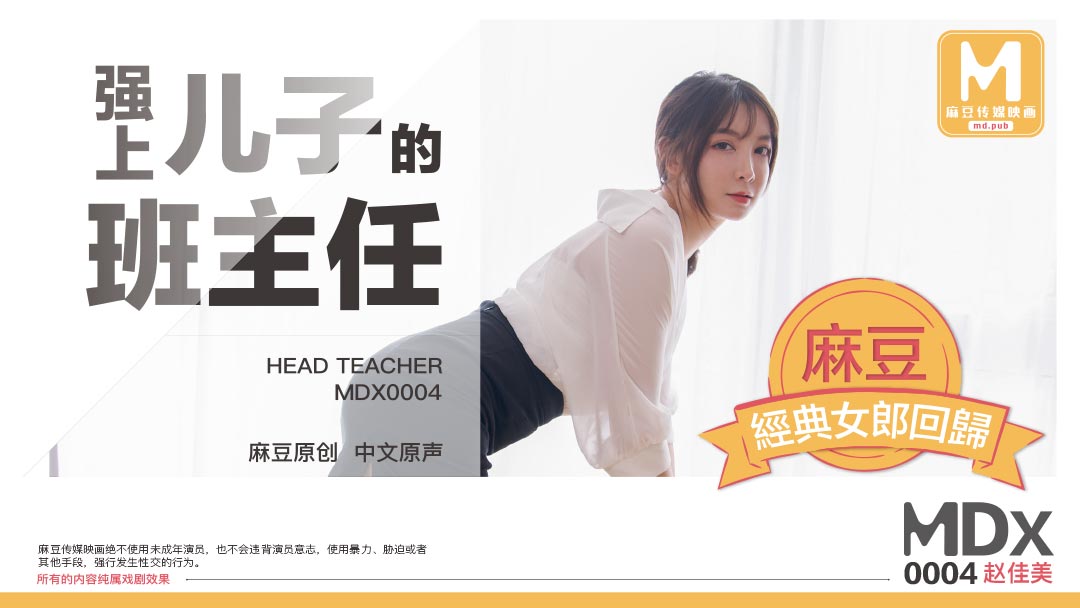 强上儿子的
班主任
HEAD TEACHER
MDX0004
麻豆原创 中文原声
M
麻豆传媒映画
md.pub
麻豆
經典女郎回歸
麻豆传媒映画绝不使用未成年演员，也不会违背演员意志，使用暴力、胁迫或者
其他手段，强行发生性交的行为。
所有的内容纯属戏剧效果
MDX
0004 赵佳美